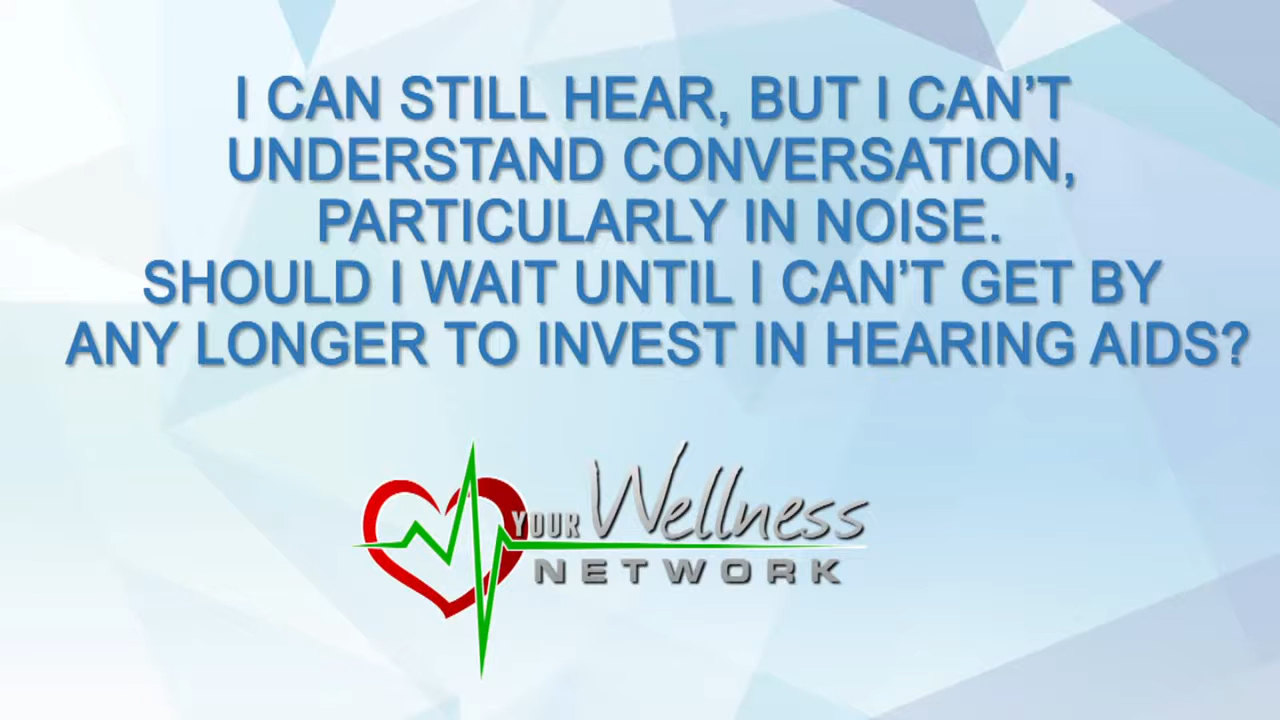 I CAN STILL HEAR, BUT I CAN'T
UNDERSTAND CONVERSATION,
PARTICULARLY IN NOISE.
SHOULD I WAIT UNTIL I CAN'T GET BY
ANY LONGER TO INVEST IN HEARING AIDS?
YOUR Wellness
NETWORK